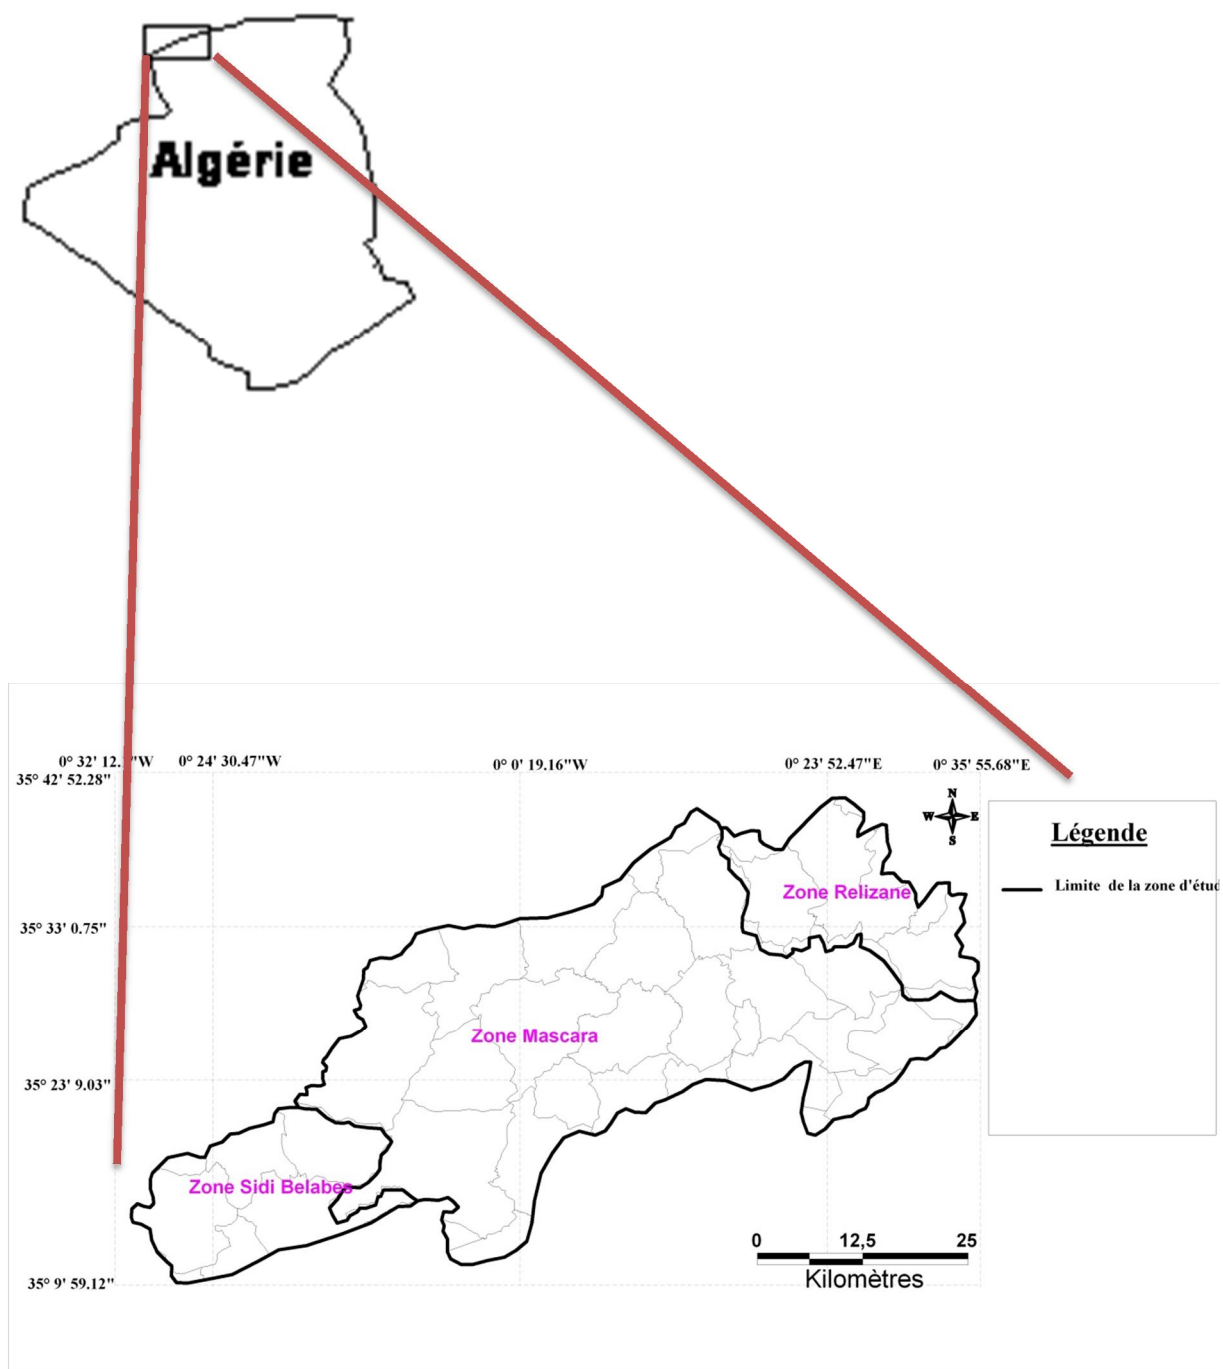 Algérie
0° 32' 12. "W 0° 24' 30.47"W 0° 0' 19.16"W 0° 23' 52.47"E 0° 35' 55.68"E
35° 42' 52.28"
N
W E
S
Légende
Limite de la zone d'étud
Zone Relizane
35° 33' 0.75"
Zone Mascara
35° 23' 9.03"
Zone Sidi Belabes
0 12,5 25
Kilomètres
35° 9' 59.12"